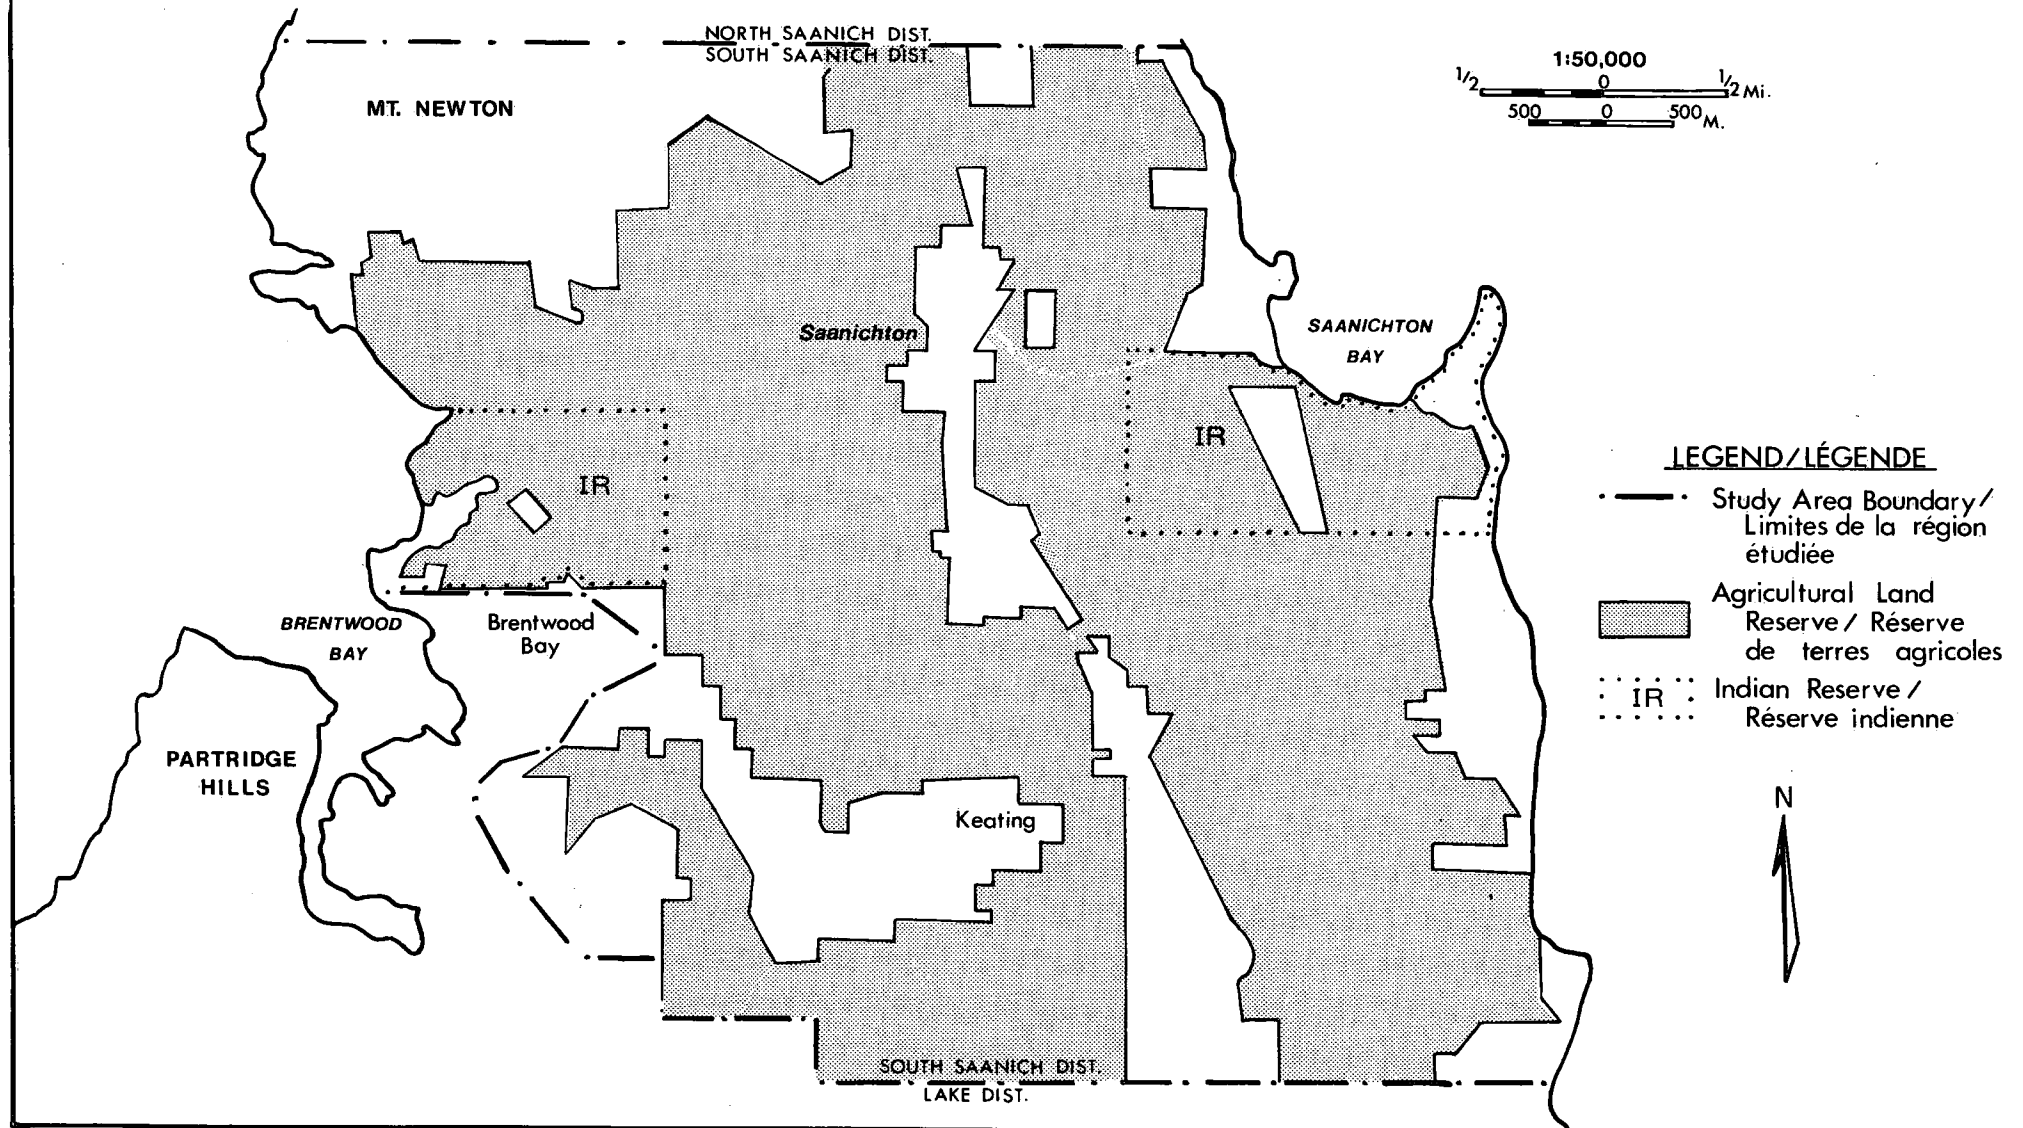 NORTH SAANICH DIST.
SOUTH SAANICH DIST.
MT. NEWTON
1:50,000
1/2 0 1/2 Mi.
500 0 500 M.
Saanichton
SAANICHTON
BAY
IR
IR
BRENTWOOD
BAY
Brentwood
Bay
PARTRIDGE
HILLS
Keating
SOUTH SAANICH DIST.
LAKE DIST.
LEGEND/LÉGENDE
Study Area Boundary/
Limites de la région
étudiée
Agricultural Land
Reserve/ Réserve
de terres agricoles
IR
Indian Reserve/
Réserve indienne
N